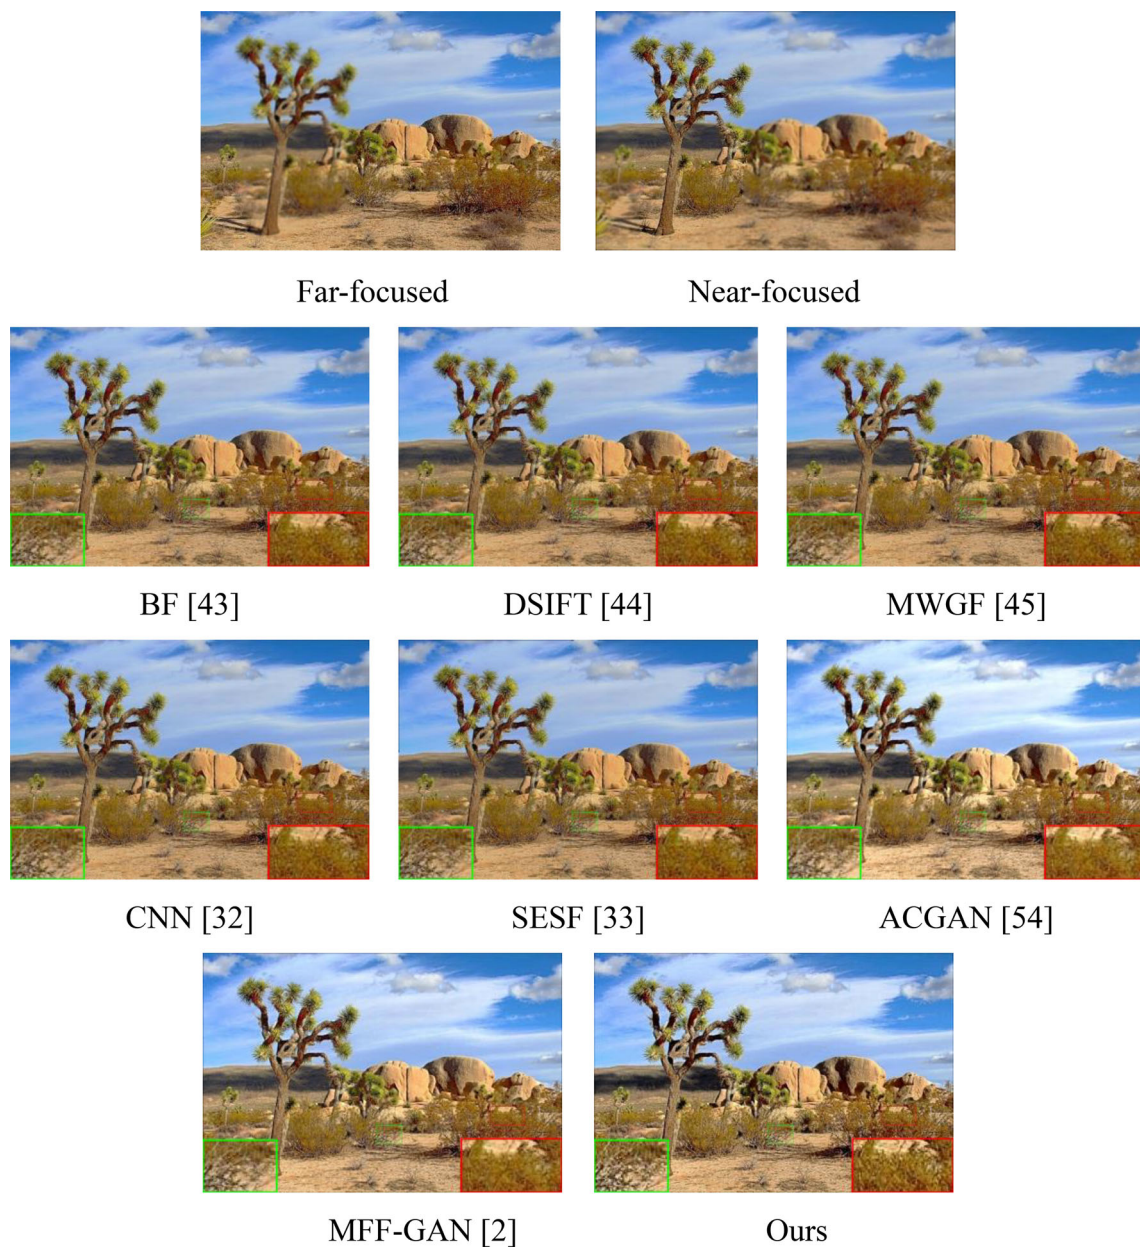 Far-focused
Near-focused
BF [43]
DSIFT [44]
MWGF [45]
CNN [32]
SESF [33]
ACGAN [54]
MFF-GAN [2]
Ours